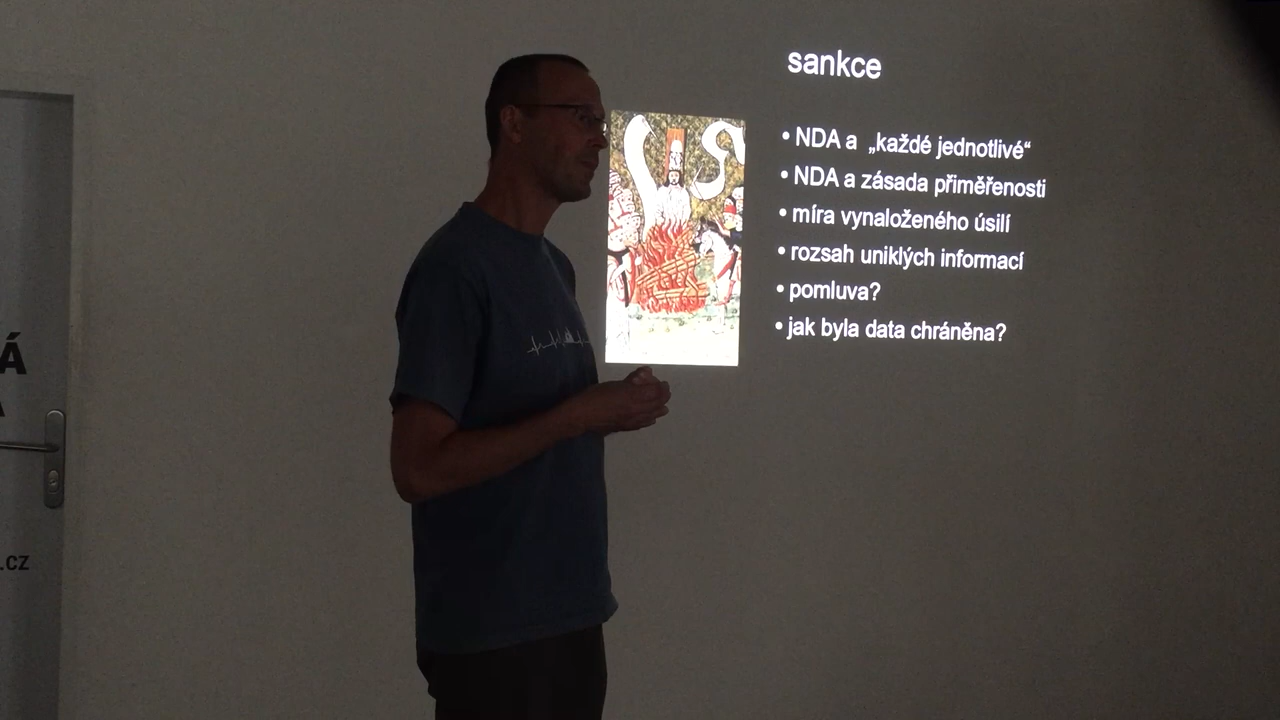 sankce
• NDA a „každé jednotlivé“
• NDA a zásada přiměřenosti
• míra vynaloženého úsilí
• rozsah uniklých informací
• pomluva?
• jak byla data chráněna?
Á
A
.cz